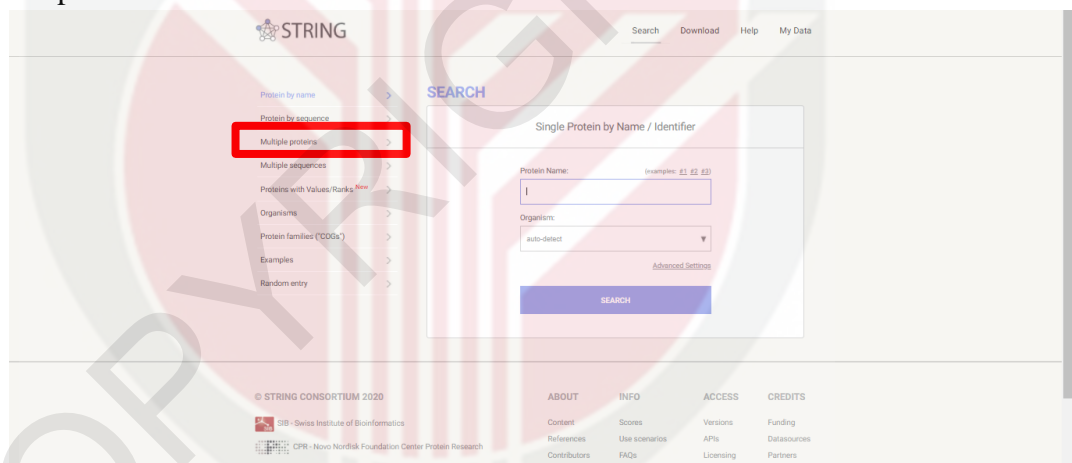 STRING
Search Download Help My Data
Protein by name
Protein by sequence
Multiple proteins
Multiple sequences
Proteins with Values/Ranks New
Organisms
Protein families ("COGs")
Examples
Random entry
SEARCH
Single Protein by Name / Identifier
Protein Name: (examples: #1 #2 #3)
Organism:
auto-detect
Advanced Settings
SEARCH
© STRING CONSORTIUM 2020
SIB - Swiss Institute of Bioinformatics
CPR - Novo Nordisk Foundation Center Protein Research
ABOUT
Content
References
Contributors
INFO
Scores
Use scenarios
FAQs
ACCESS
Versions
APIs
Licensing
CREDITS
Funding
Datasources
Partners